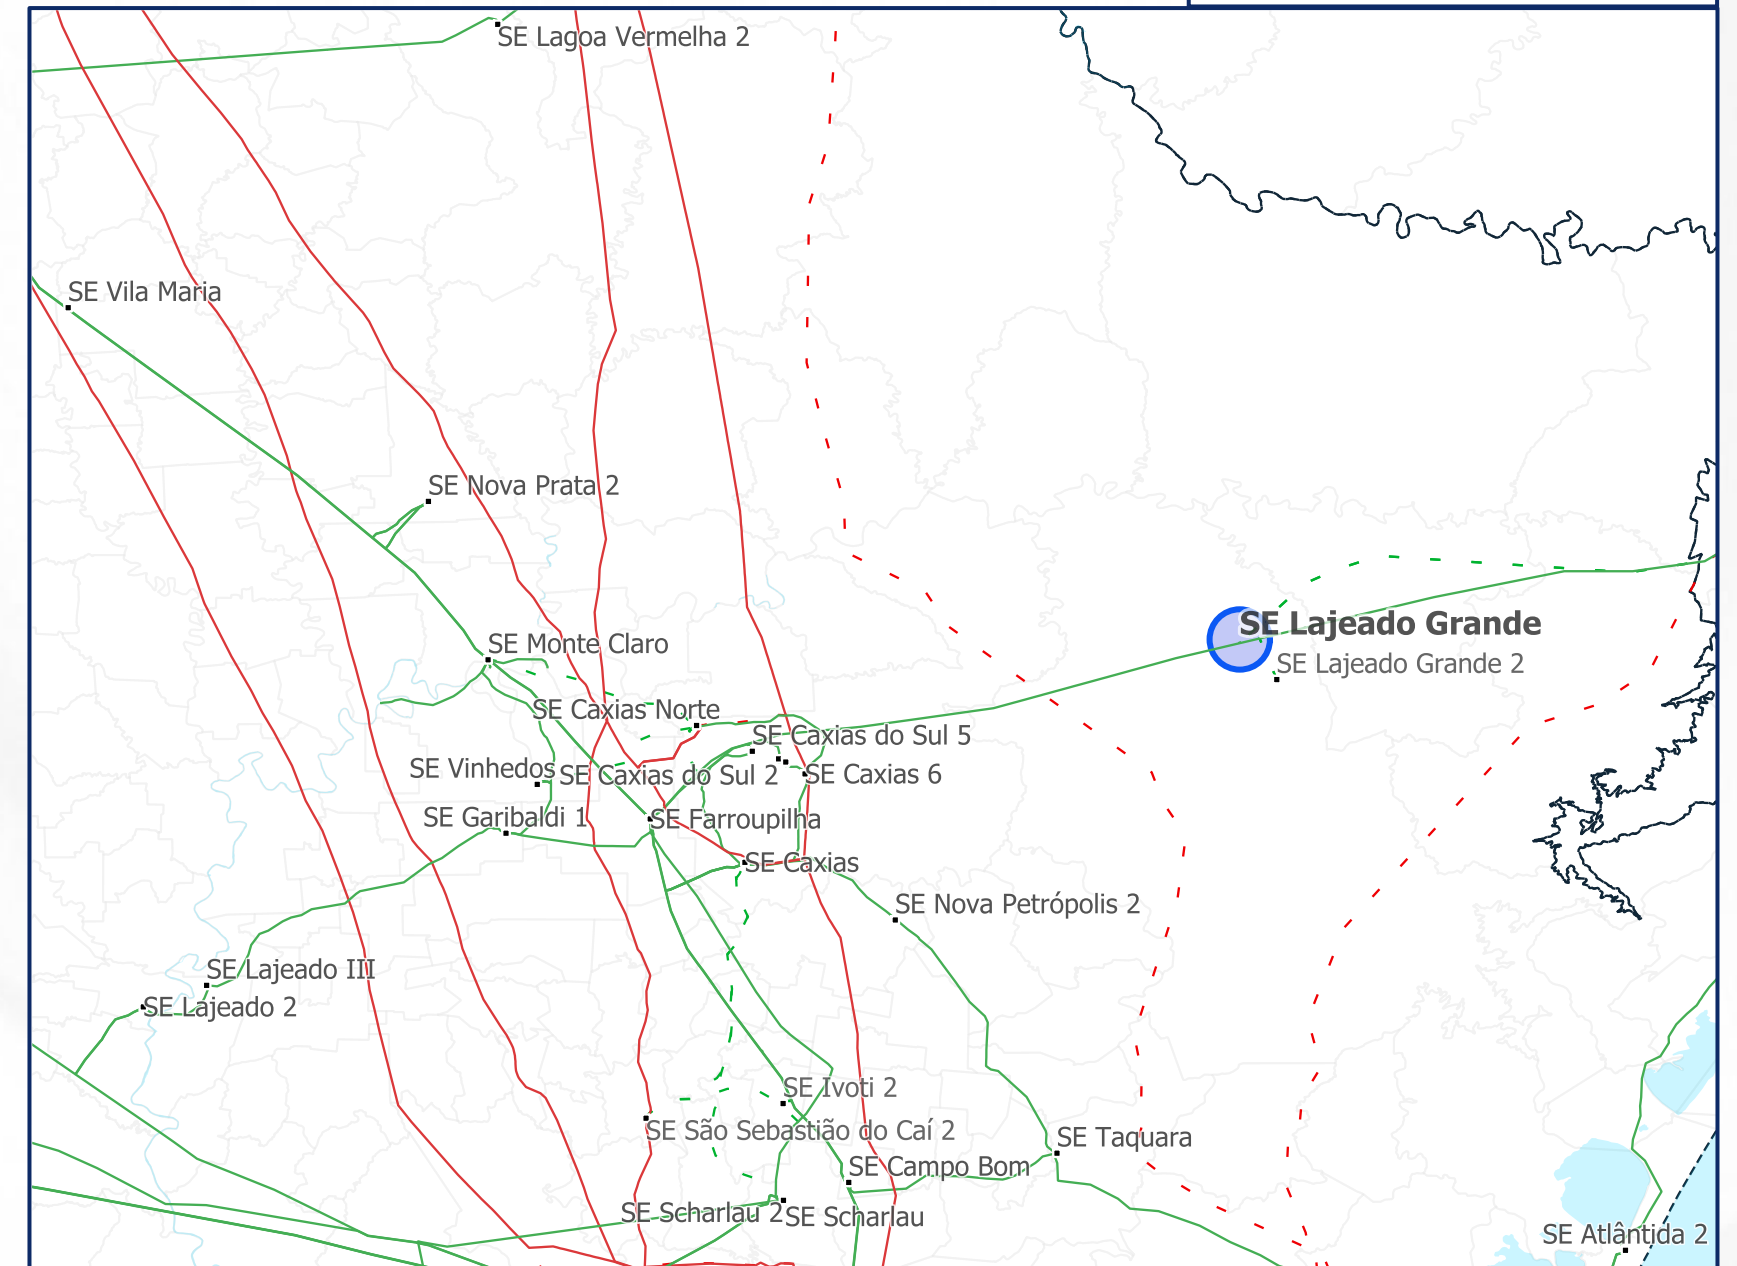 SE Lagoa Vermelha 2
SE Vila Maria
SE Nova Prata 2
SE Lajeado Grande
SE Monte Claro
SE Lajeado Grande 2
SE Caxias Norte
SE Caxias do Sul 5
SE Vinhedos
SE Caxias do Sul 2
SE Caxias 6
SE Garibaldi 1
SE Farroupilha
SE Caxias
SE Nova Petrópolis 2
SE Lajeado III
SE Lajeado 2
SE Ivoti 2
SE São Sebastião do Caí 2
SE Taquara
SE Campo Bom
SE Scharlau 2
SE Scharlau
SE Atlântida 2